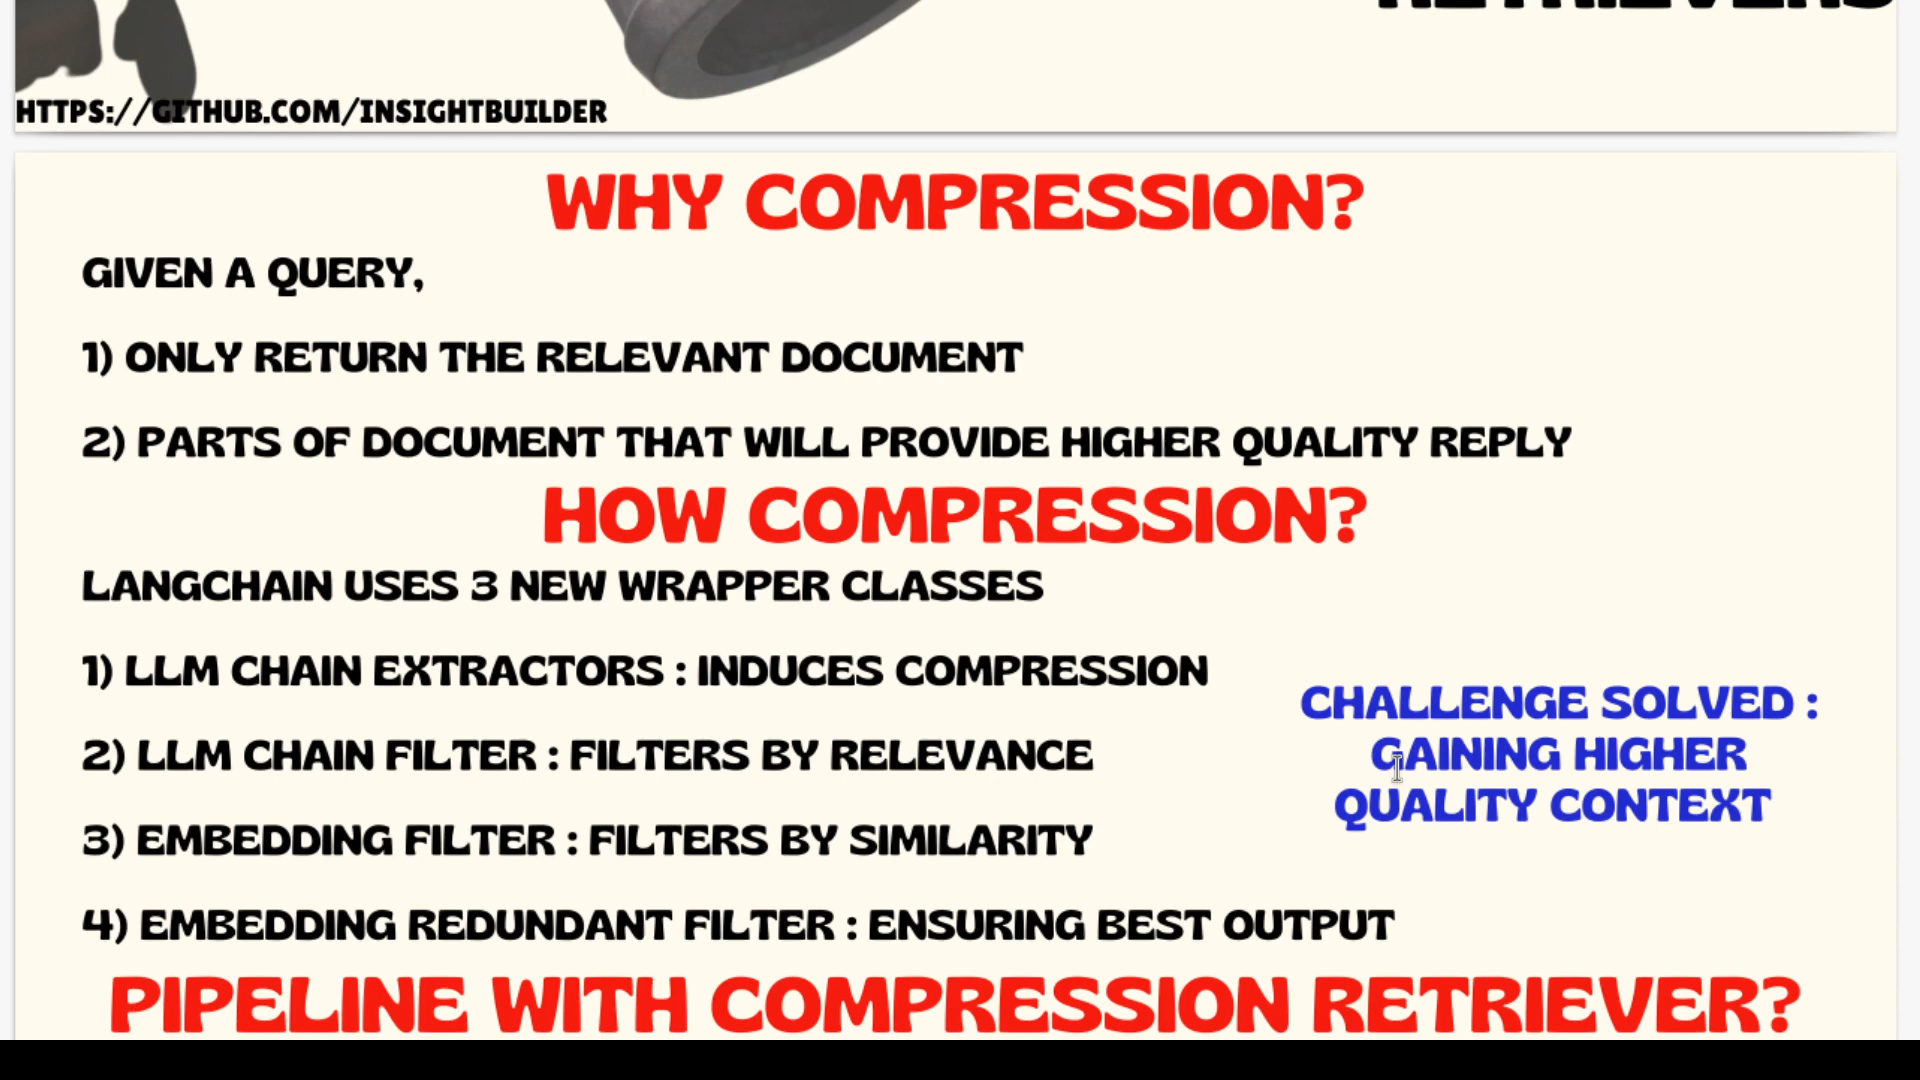 RETRIEVERS
HTTPS://GITHUB.COM/INSIGHTBUILDER
WHY COMPRESSION?
GIVEN A QUERY,
1) ONLY RETURN THE RELEVANT DOCUMENT
2) PARTS OF DOCUMENT THAT WILL PROVIDE HIGHER QUALITY REPLY
HOW COMPRESSION?
LANGCHAIN USES 3 NEW WRAPPER CLASSES
1) LLM CHAIN EXTRACTORS : INDUCES COMPRESSION
2) LLM CHAIN FILTER : FILTERS BY RELEVANCE
3) EMBEDDING FILTER : FILTERS BY SIMILARITY
4) EMBEDDING REDUNDANT FILTER : ENSURING BEST OUTPUT
CHALLENGE SOLVED :
GAINING HIGHER
QUALITY CONTEXT
PIPELINE WITH COMPRESSION RETRIEVER?